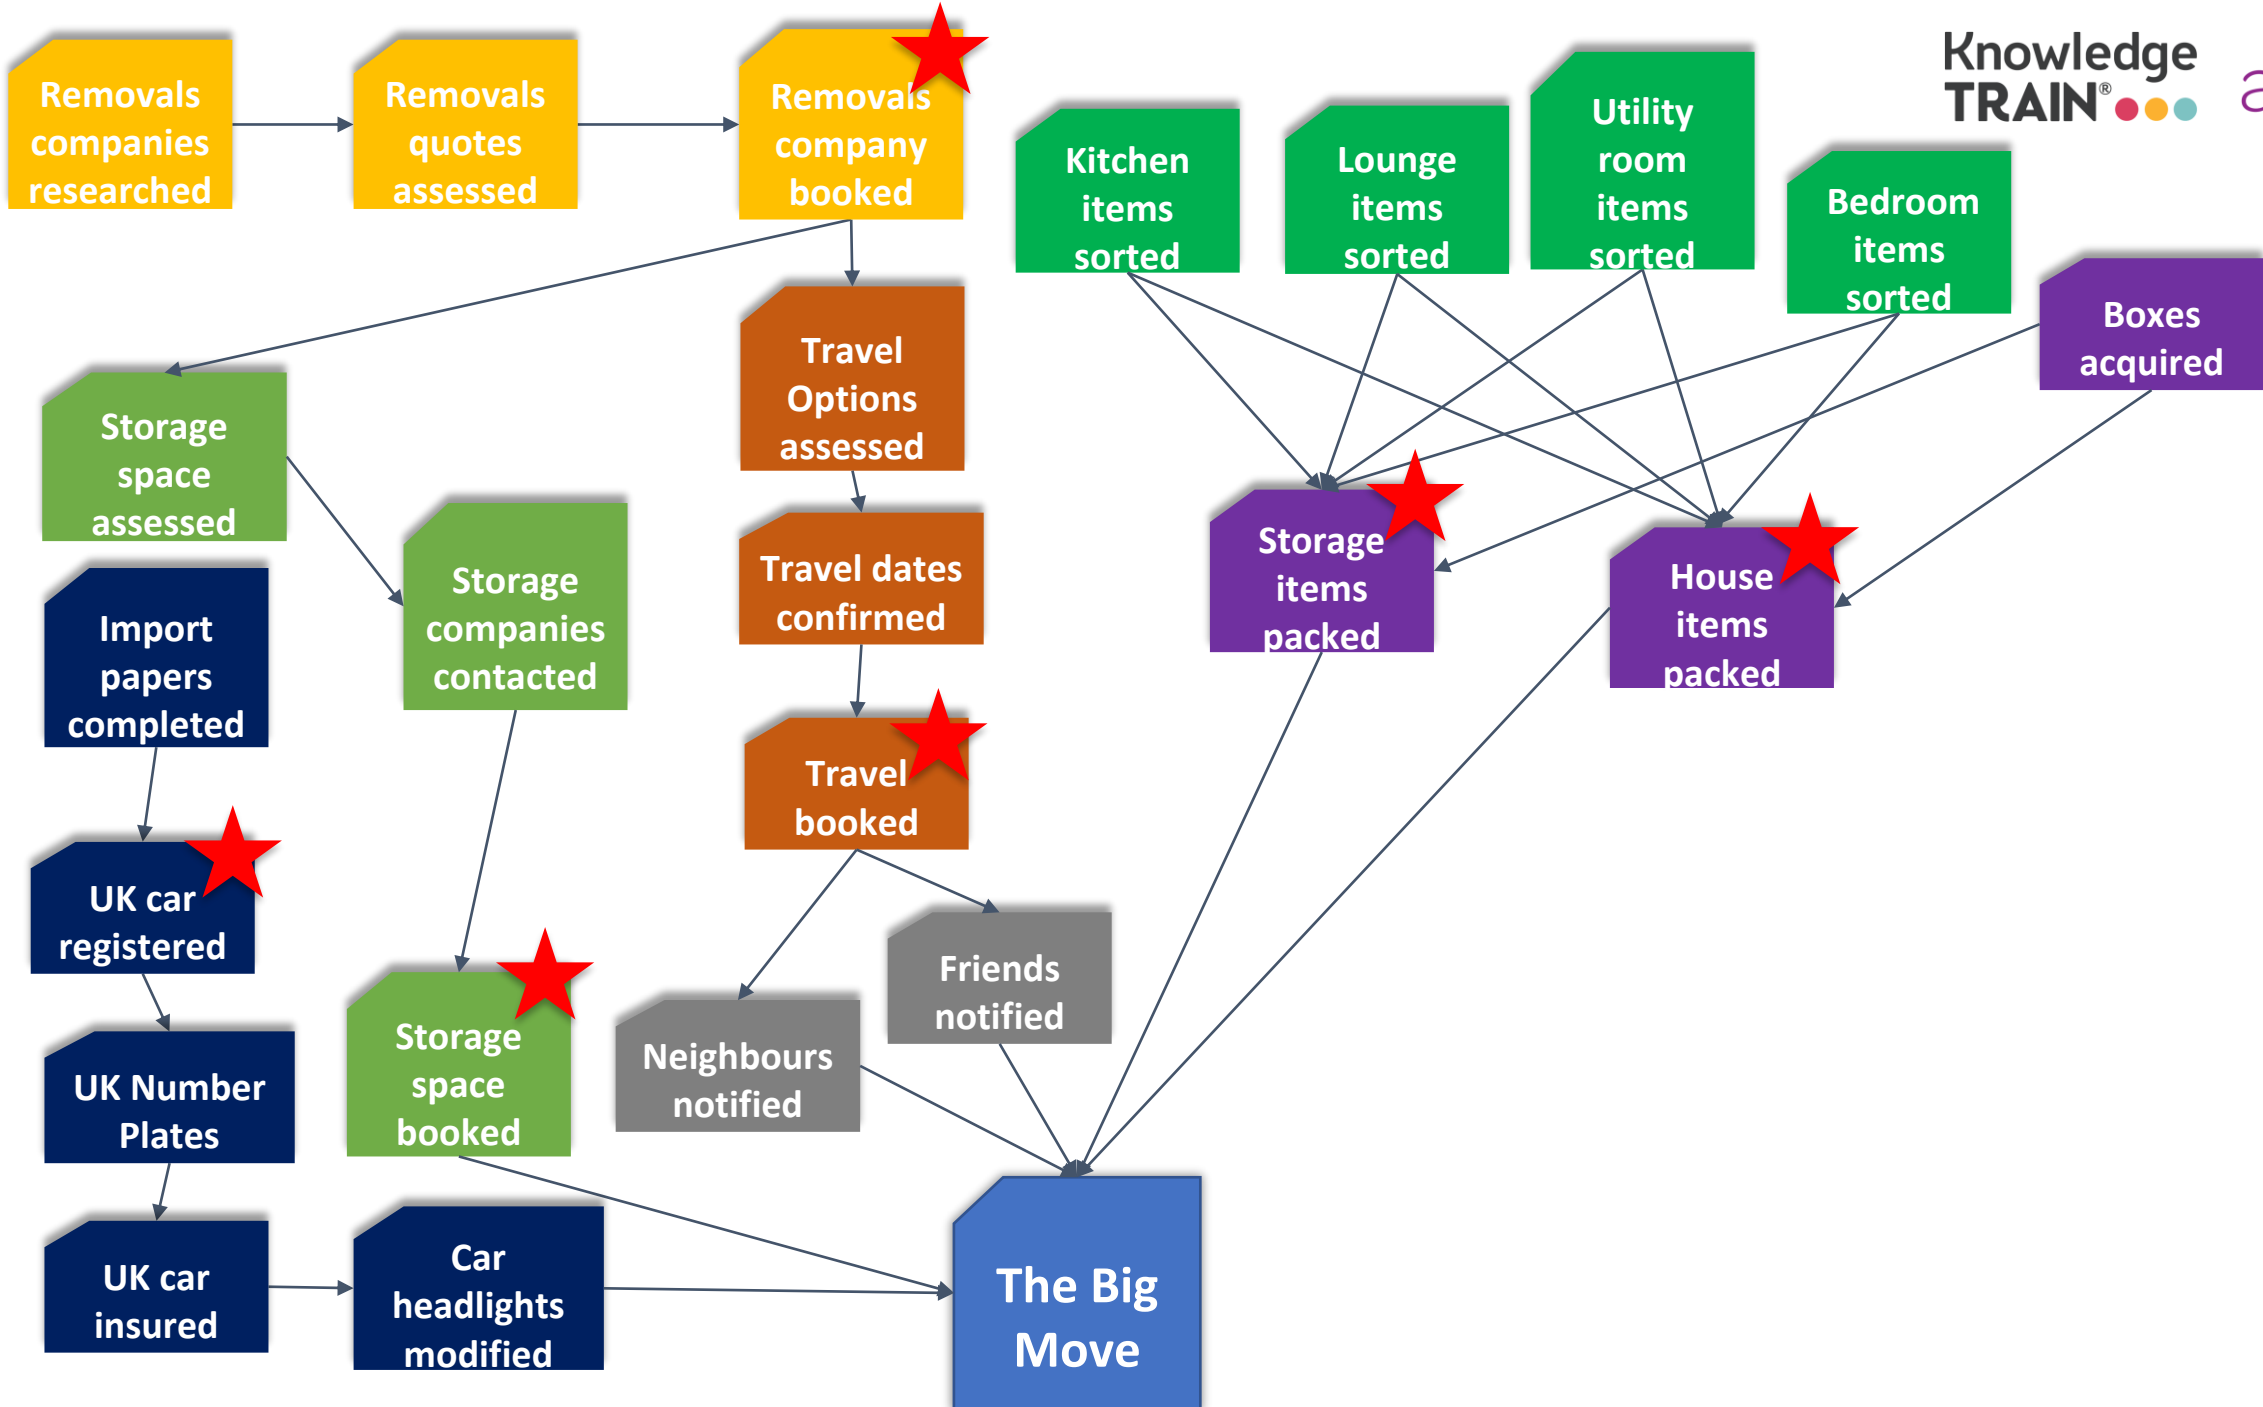 Removals
companies
researched
Removals
quotes
assessed
Removals
company
booked
Kitchen
items
sorted
Lounge
items
sorted
Utility
room
items
sorted
Bedroom
items
sorted
Boxes
acquired
Knowledge
TRAIN®
Storage
space
assessed
Travel
Options
assessed
Storage
companies
contacted
Travel dates
confirmed
Storage
items
packed
House
items
packed
Import
papers
completed
Travel
booked
UK car
registered
Friends
notified
Neighbours
notified
Storage
space
booked
UK Number
Plates
UK car
insured
Car
headlights
modified
The Big
Move